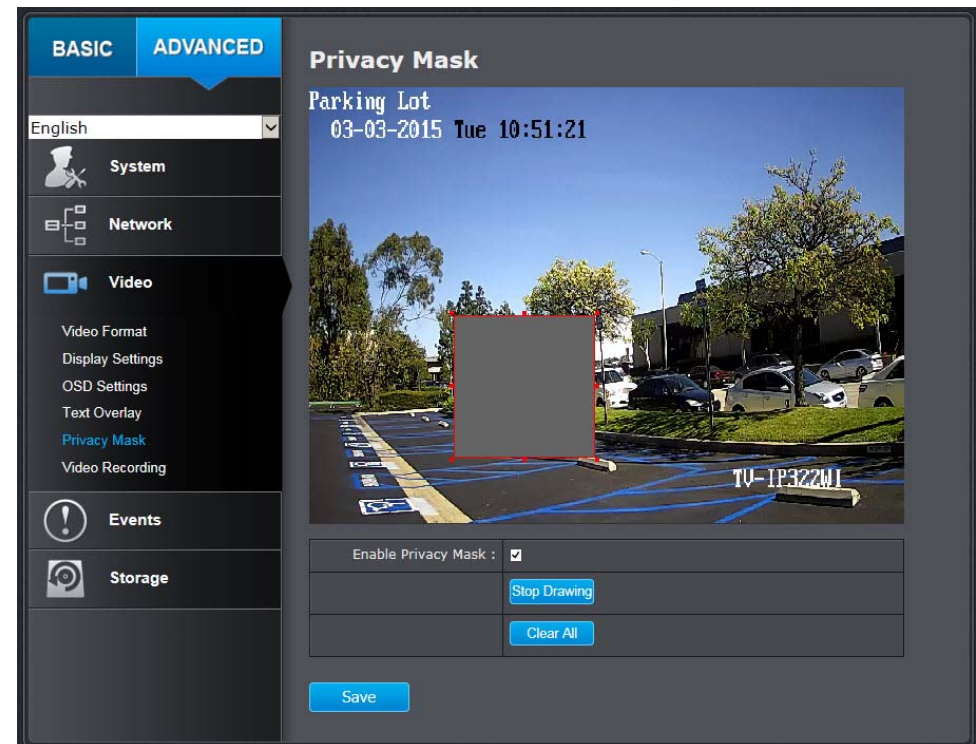 BASIC
ADVANCED
English
System
Network
Video
Video Format
Display Settings
OSD Settings
Text Overlay
Privacy Mask
Video Recording
Events
Storage
Privacy Mask
Parking Lot
03-03-2015 Tue 10:51:21
TV-IP322WI
Enable Privacy Mask :
Stop Drawing
Clear All
Save